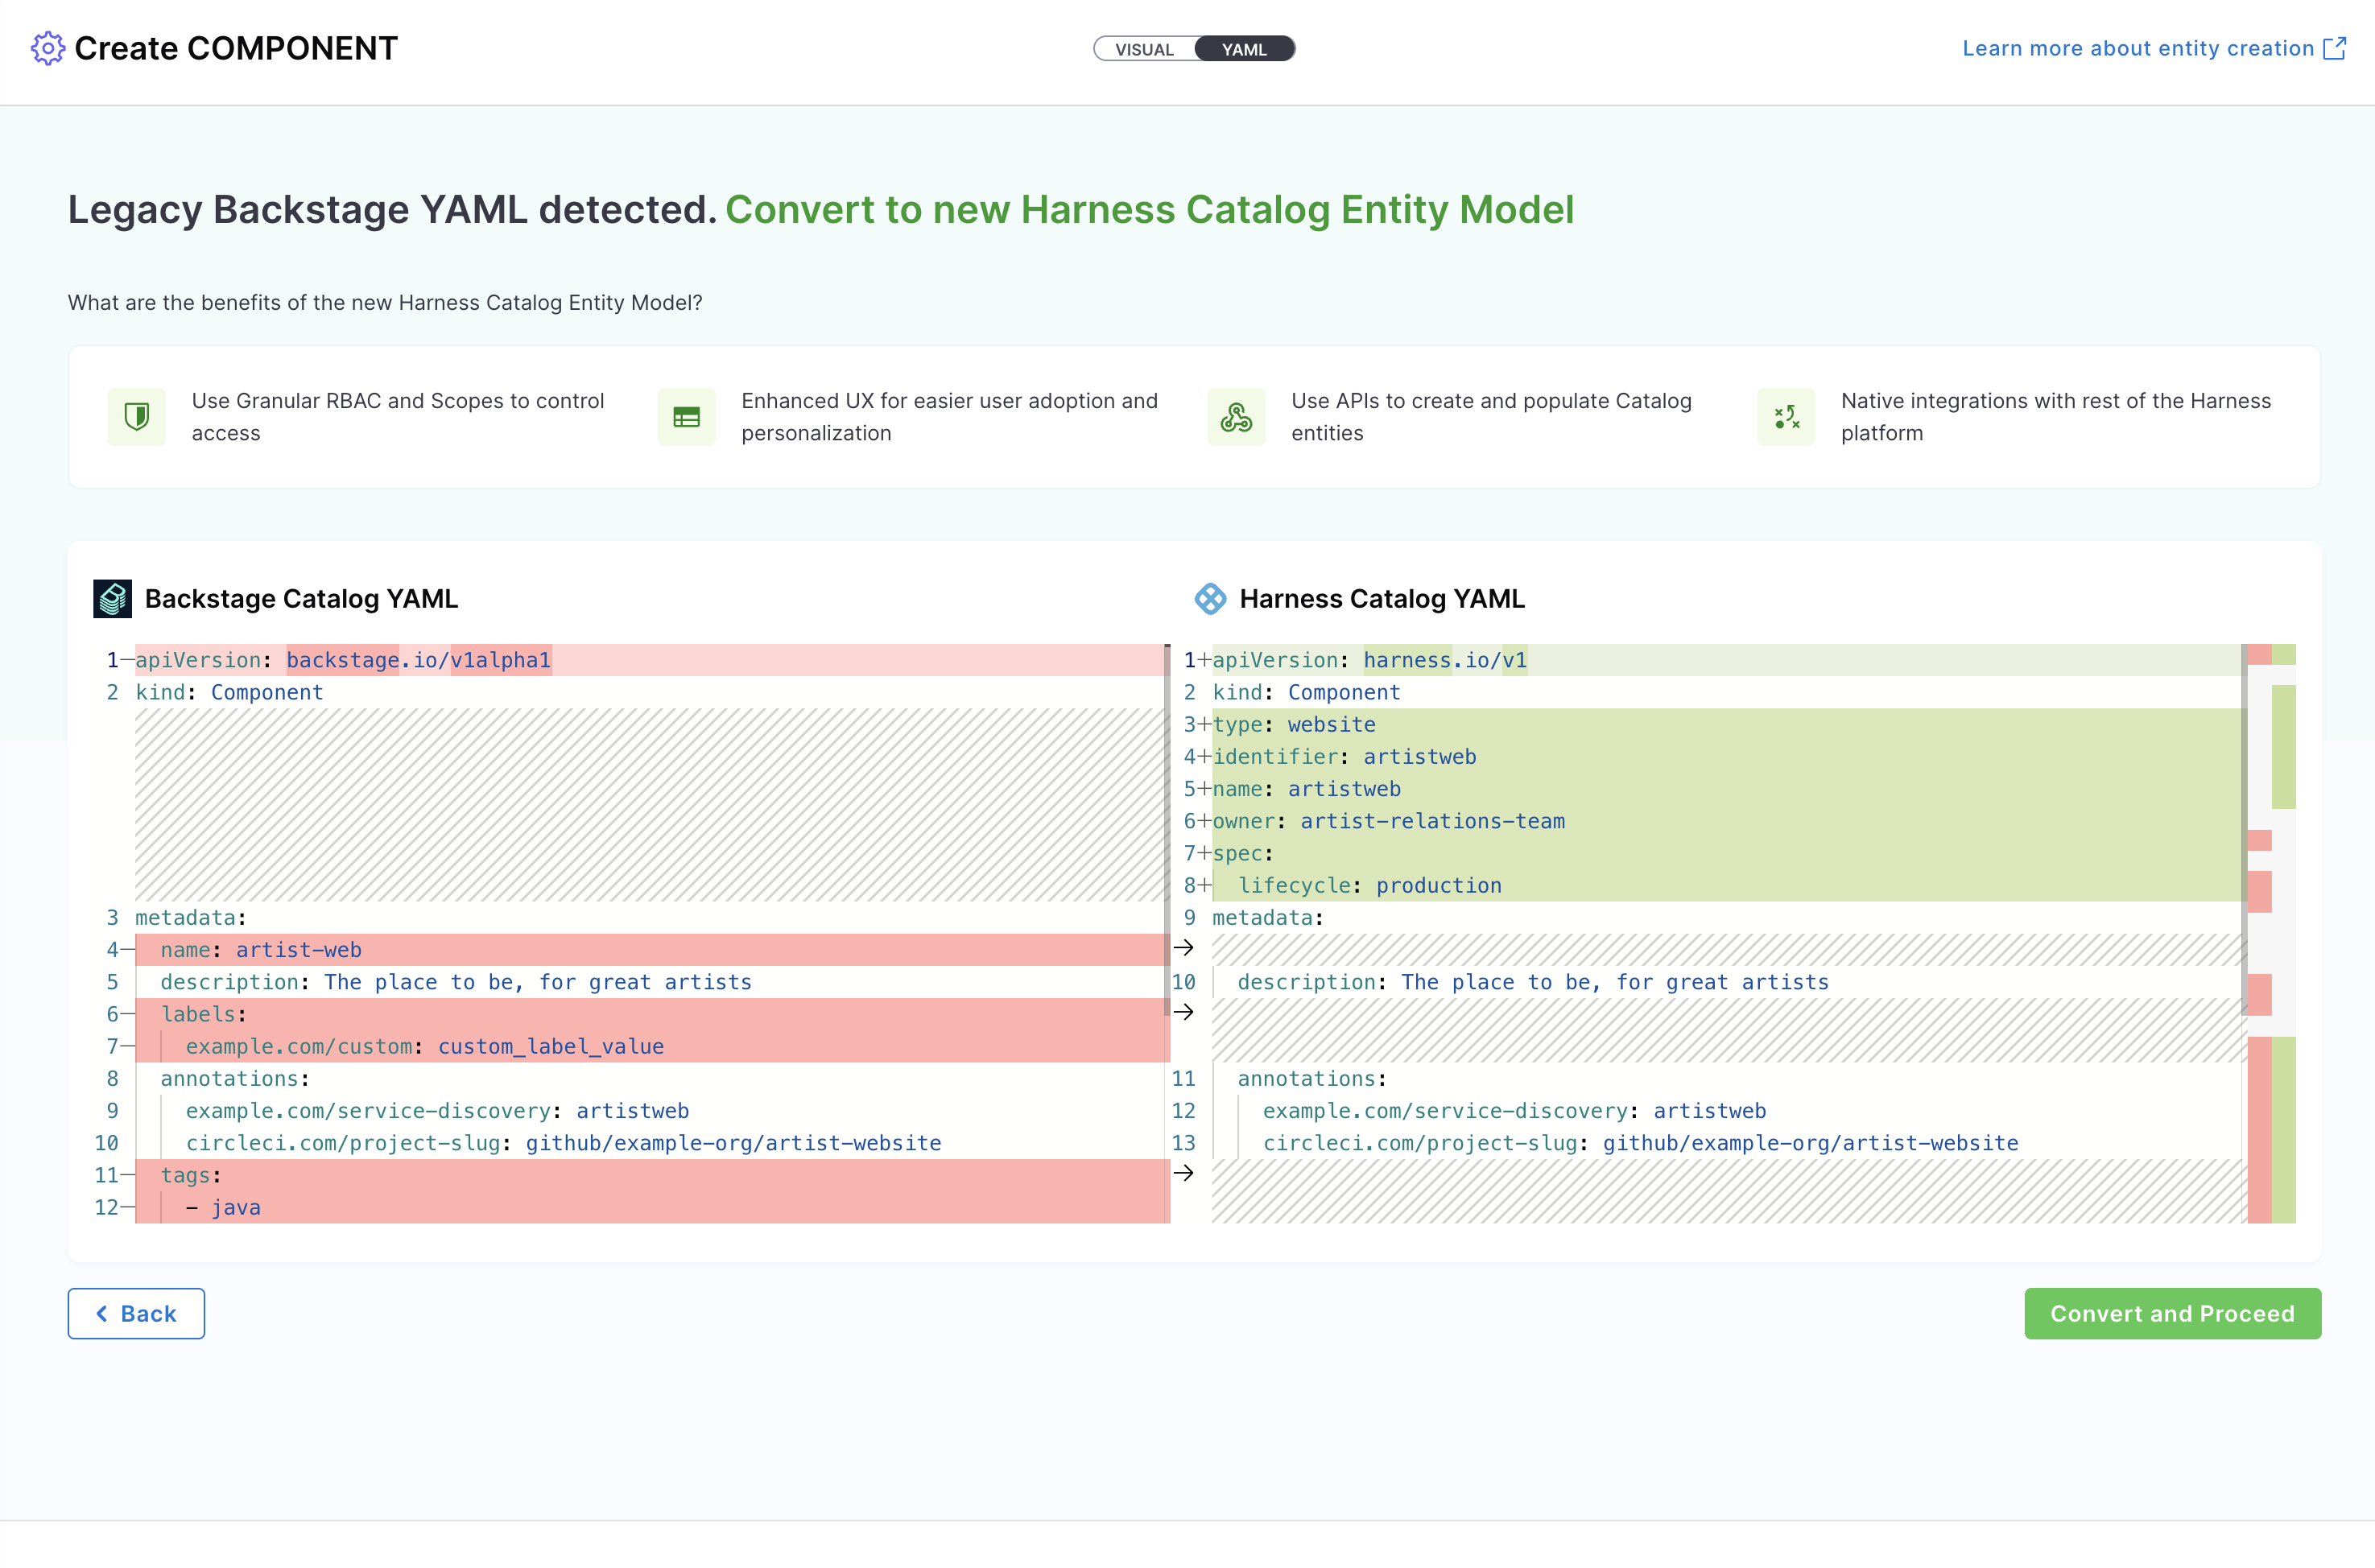 Create COMPONENT
VISUAL YAML
Learn more about entity creation
Legacy Backstage YAML detected. Convert to new Harness Catalog Entity Model
What are the benefits of the new Harness Catalog Entity Model?
Use Granular RBAC and Scopes to control
access
Enhanced UX for easier user adoption and
personalization
Use APIs to create and populate Catalog
entities
Native integrations with rest of the Harness
platform
Backstage Catalog YAML
1 apiVersion: backstage.io/v1alpha1
2 kind: Component
3 metadata:
4   name: artist-web
5   description: The place to be, for great artists
6   labels:
7     example.com/custom: custom_label_value
8   annotations:
9     example.com/service-discovery: artistweb
10     circleci.com/project-slug: github/example-org/artist-website
11   tags:
12     - java
Harness Catalog YAML
1 apiVersion: harness.io/v1
2 kind: Component
3 type: website
4 identifier: artistweb
5 name: artistweb
6 owner: artist-relations-team
7 spec:
8   lifecycle: production
9 metadata:
10   description: The place to be, for great artists
11   annotations:
12     example.com/service-discovery: artistweb
13     circleci.com/project-slug: github/example-org/artist-website
Back
Convert and Proceed